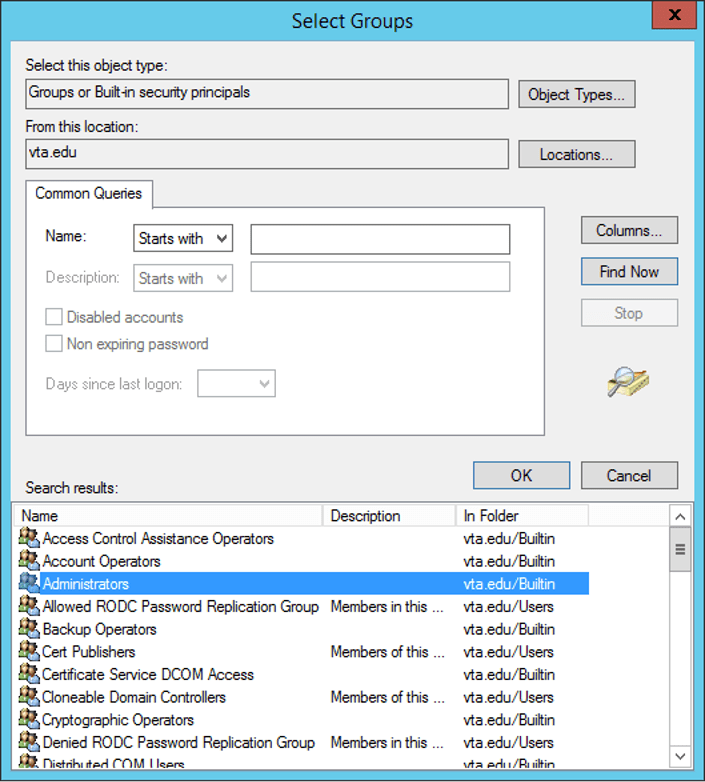 Select Groups
x
Select this object type:
Groups or Built-in security principals
Object Types...
From this location:
vta.edu
Locations...
Common Queries
Name: Starts with
Columns...
Description: Starts with
Find Now
Disabled accounts
Stop
Non expiring password
Days since last logon:
OK Cancel
Search results:
Name Description In Folder
Access Control Assistance Operators vta.edu/Builtin
Account Operators vta.edu/Builtin
Administrators vta.edu/Builtin
Allowed RODC Password Replication Group Members in this ... vta.edu/Users
Backup Operators vta.edu/Builtin
Cert Publishers Members of this ... vta.edu/Users
Certificate Service DCOM Access vta.edu/Builtin
Cloneable Domain Controllers Members of this ... vta.edu/Users
Cryptographic Operators vta.edu/Builtin
Denied RODC Password Replication Group Members in this ... vta.edu/Users
Distributed COM Users vta.edu/Builtin